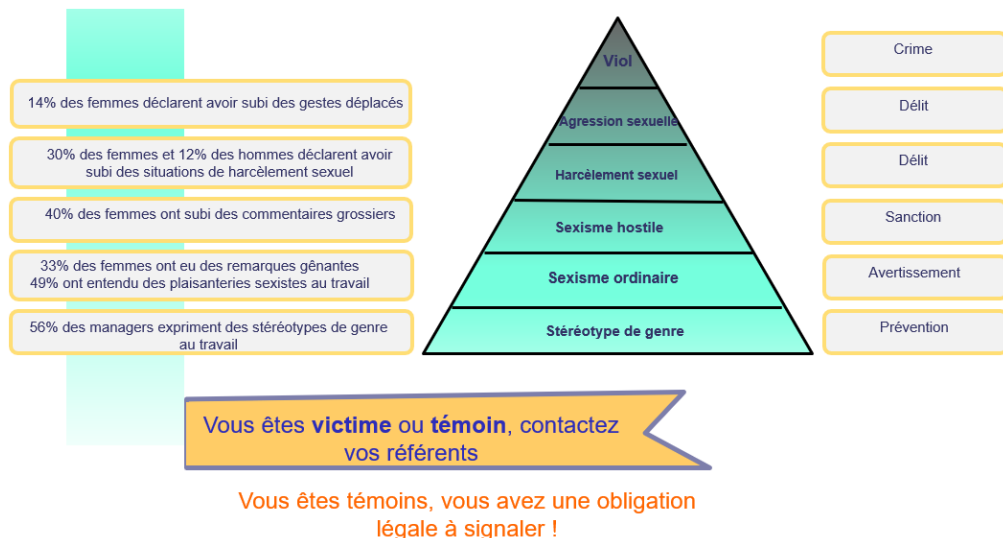 Viol
Crime
14% des femmes déclarent avoir subi des gestes déplacés
Agression sexuelle
Délit
30% des femmes et 12% des hommes déclarent avoir
subi des situations de harcèlement sexuel
Harcèlement sexuel
Délit
40% des femmes ont subi des commentaires grossiers
Sexisme hostile
Sanction
33% des femmes ont eu des remarques gênantes
49% ont entendu des plaisanteries sexistes au travail
Sexisme ordinaire
Avertissement
56% des managers expriment des stéréotypes de genre
au travail
Stéréotype de genre
Prévention
Vous êtes victime ou témoin, contactez
vos référents
Vous êtes témoins, vous avez une obligation
légale à signaler !